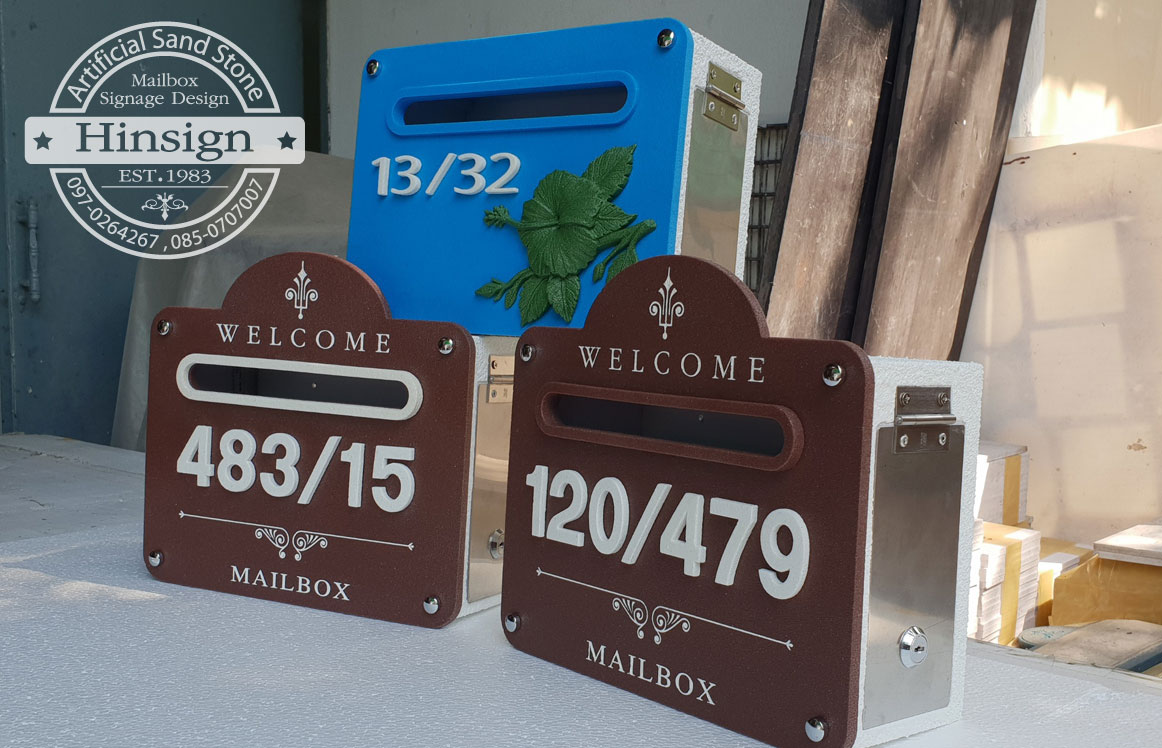 Artificial Sand Stone
Mailbox
Signage Design
Hinsign
EST.1983
097-0264267 , 085-0707007
13/32
WELCOME
483/15
MAILBOX
WELCOME
120/479
MAILBOX